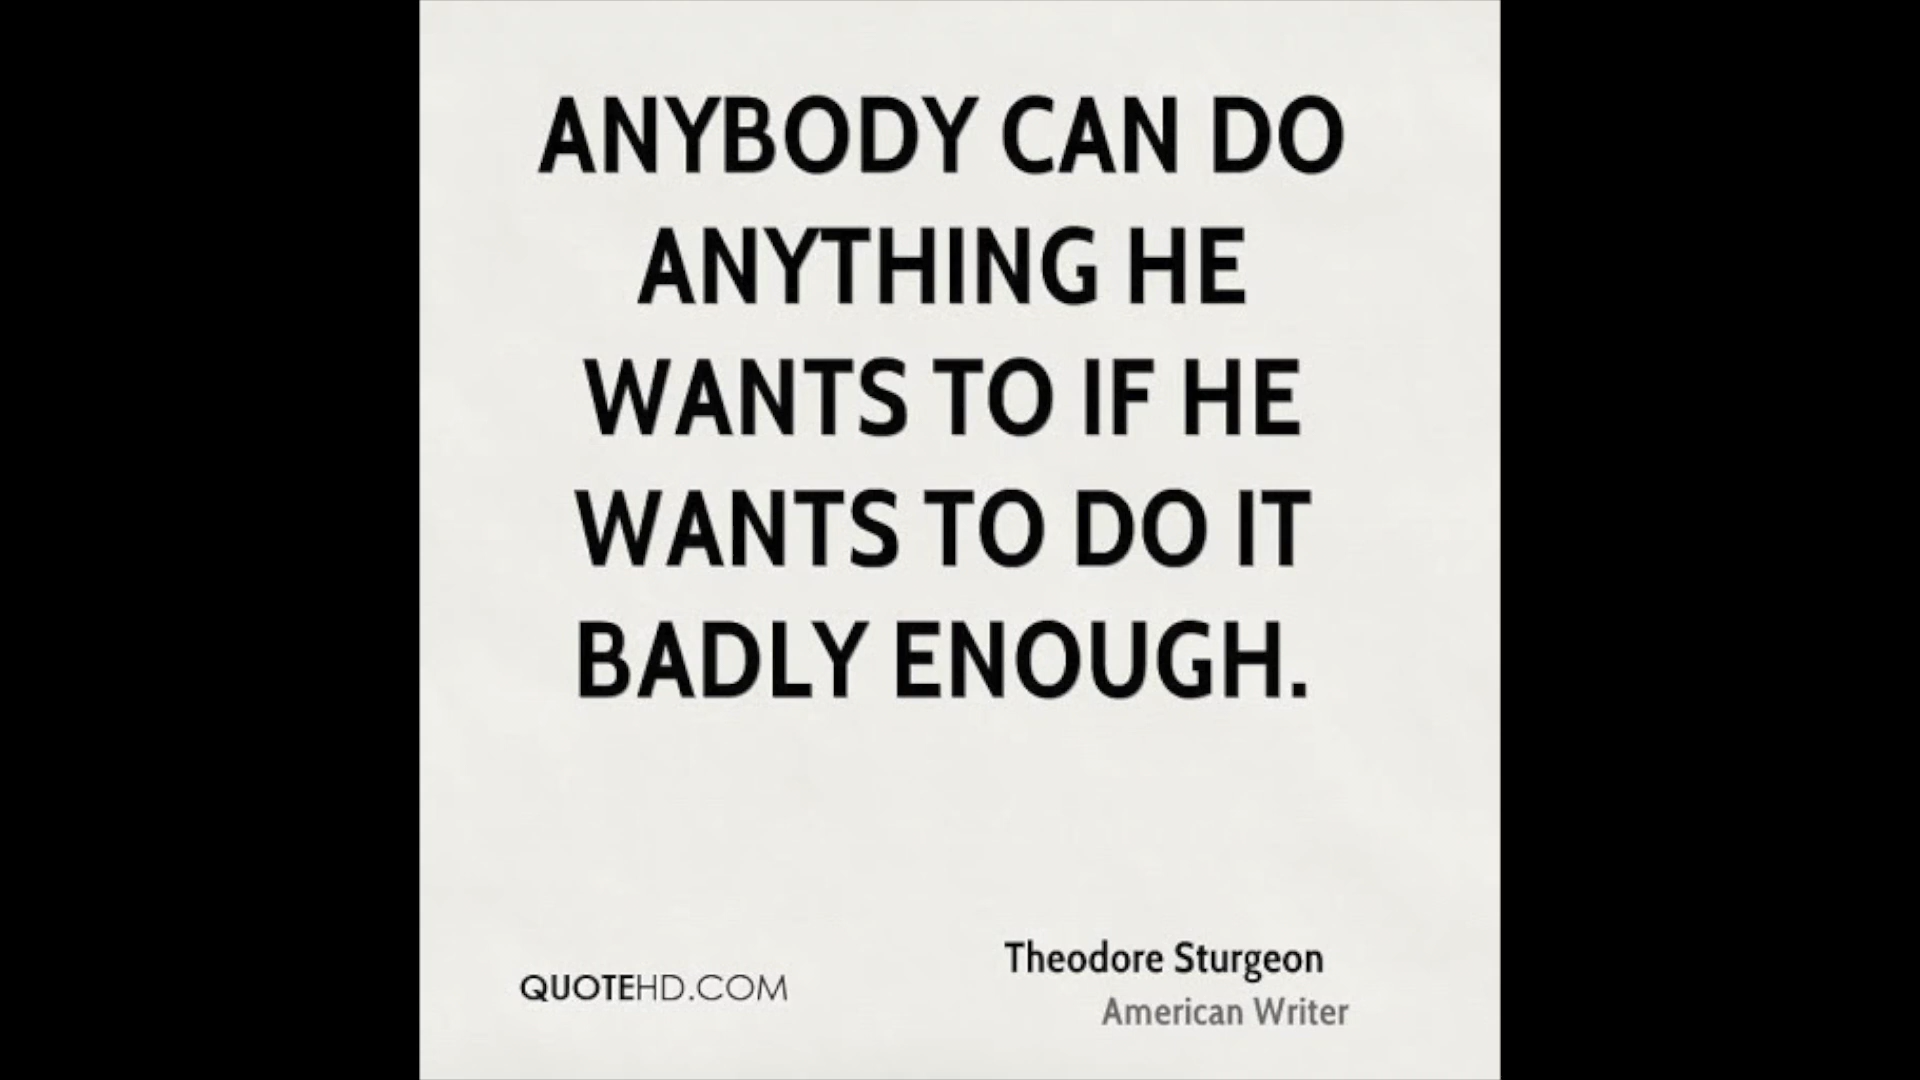 ANYBODY CAN DO
ANYTHING HE
WANTS TO IF HE
WANTS TO DO IT
BADLY ENOUGH.
Theodore Sturgeon
QUOTEHD.COM
American Writer